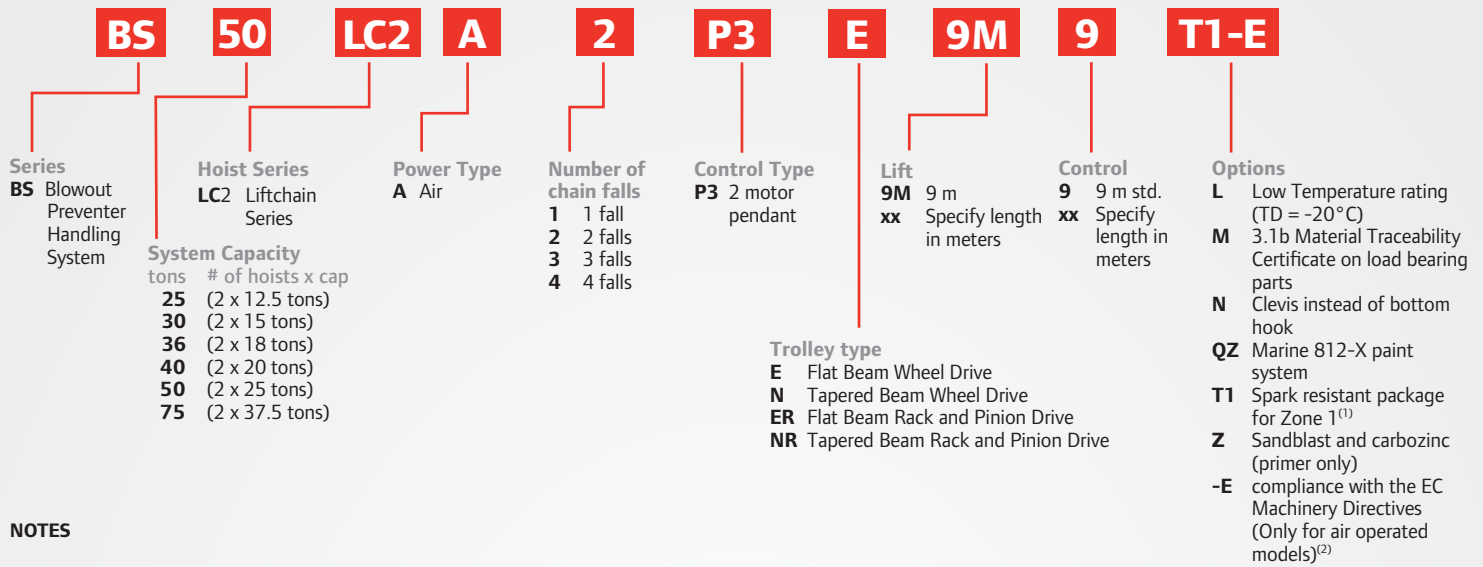 BS 50 LC2 A 2 P3 E 9M 9 T1-E
Series
BS Blowout
Preventer
Handling
System
System Capacity
tons # of hoists x cap
25 (2 x 12.5 tons)
30 (2 x 15 tons)
36 (2 x 18 tons)
40 (2 x 20 tons)
50 (2 x 25 tons)
75 (2 x 37.5 tons)
Hoist Series
LC2 Liftchain
Series
Power Type
A Air
Number of
chain falls
1 1 fall
2 2 falls
3 3 falls
4 4 falls
Control Type
P3 2 motor
pendant
Trolley type
E Flat Beam Wheel Drive
N Tapered Beam Wheel Drive
ER Flat Beam Rack and Pinion Drive
NR Tapered Beam Rack and Pinion Drive
Lift
9M 9 m
xx Specify length
in meters
Control
9 9 m std.
xx Specify
length in
meters
Options
L Low Temperature rating
(TD = -20°C)
M 3.1b Material Traceability
Certificate on load bearing
parts
N Clevis instead of bottom
hook
QZ Marine 812-X paint
system
T1 Spark resistant package
for Zone 1(1)
Z Sandblast and carbozinc
(primer only)
-E compliance with the EC
Machinery Directives
(Only for air operated
models)(2)
NOTES